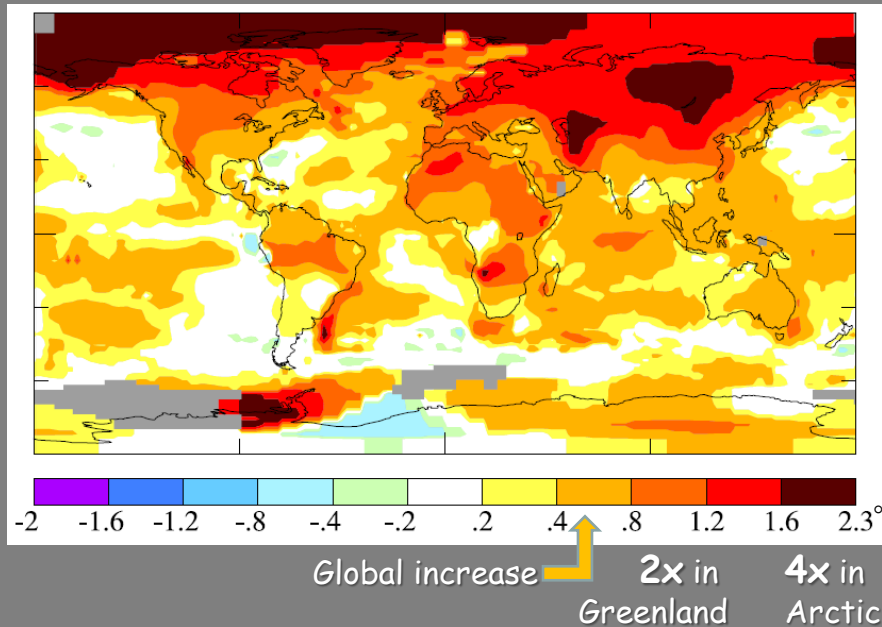 -2 -1.6 -1.2 -.8 -.4 -.2 .2 .4 .8 1.2 1.6 2.3°
Global increase 2x in 4x in
Greenland Arctic